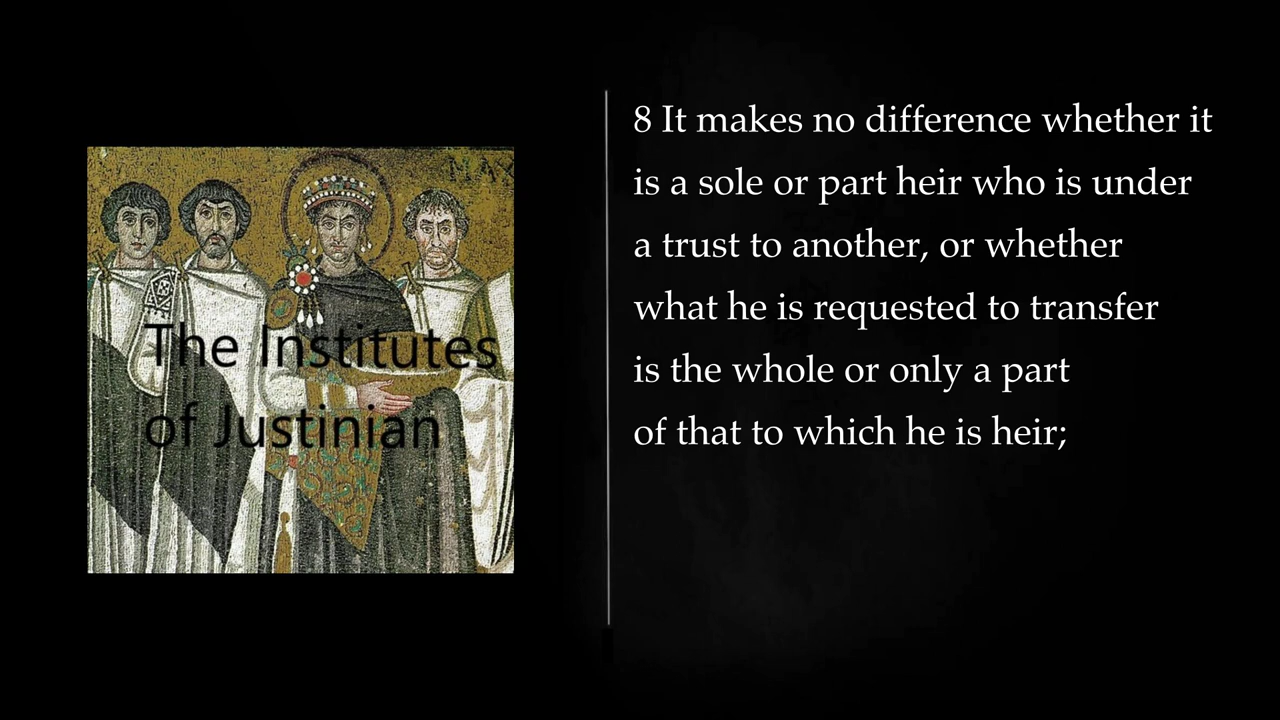 MAX
The Institutes
of Justinian
8 It makes no difference whether it
is a sole or part heir who is under
a trust to another, or whether
what he is requested to transfer
is the whole or only a part
of that to which he is heir;